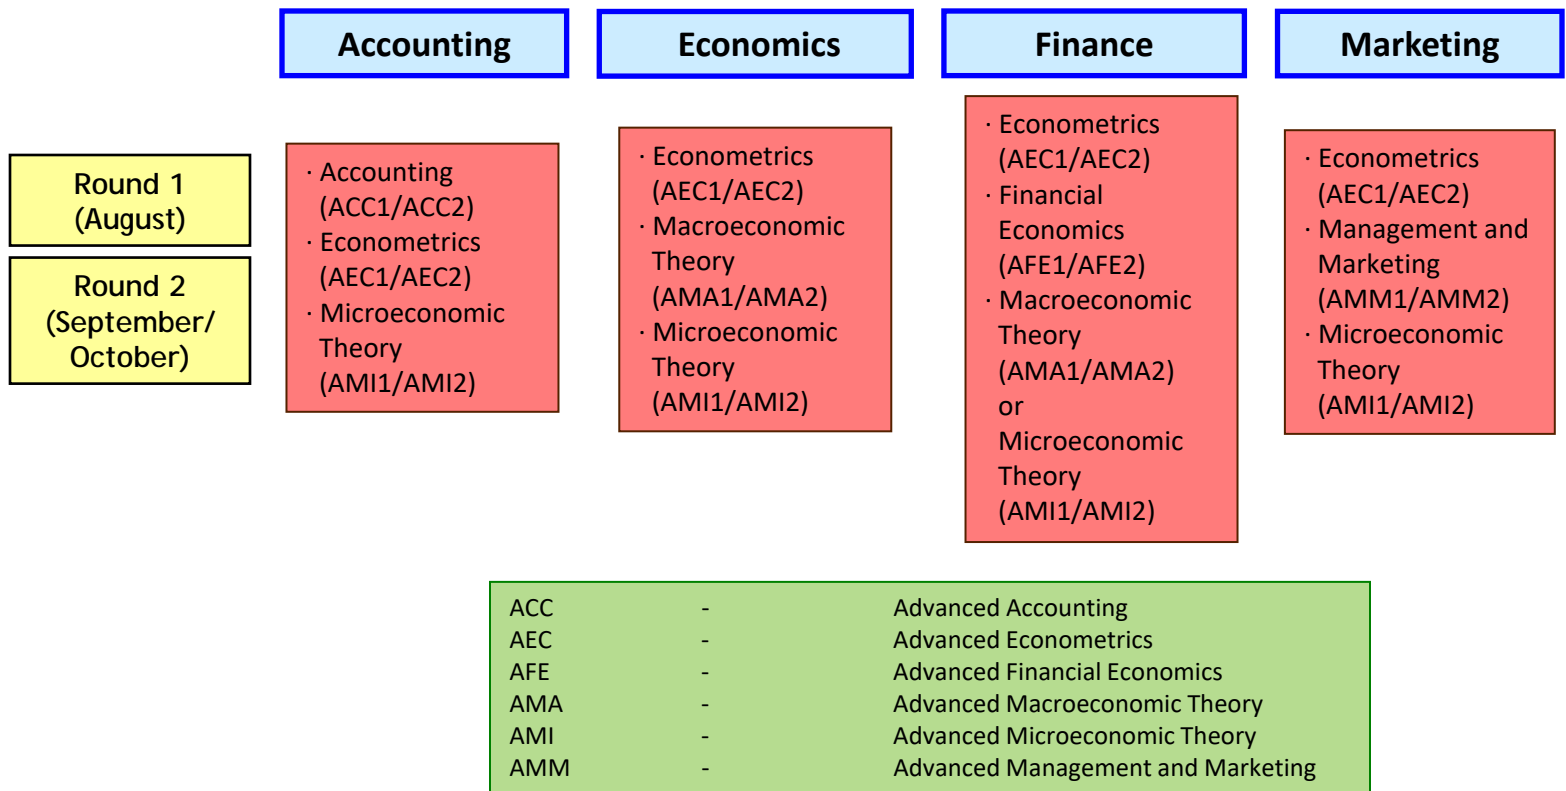 Accounting
Economics
Finance
Marketing
Round 1
(August)
Round 2
(September/
October)
· Accounting
(ACC1/ACC2)
· Econometrics
(AEC1/AEC2)
· Microeconomic
Theory
(AMI1/AMI2)
· Econometrics
(AEC1/AEC2)
· Macroeconomic
Theory
(AMA1/AMA2)
· Microeconomic
Theory
(AMI1/AMI2)
· Econometrics
(AEC1/AEC2)
· Financial
Economics
(AFE1/AFE2)
· Macroeconomic
Theory
(AMA1/AMA2)
or
Microeconomic
Theory
(AMI1/AMI2)
· Econometrics
(AEC1/AEC2)
· Management and
Marketing
(AMM1/AMM2)
· Microeconomic
Theory
(AMI1/AMI2)
ACC - Advanced Accounting
AEC - Advanced Econometrics
AFE - Advanced Financial Economics
AMA - Advanced Macroeconomic Theory
AMI - Advanced Microeconomic Theory
AMM - Advanced Management and Marketing